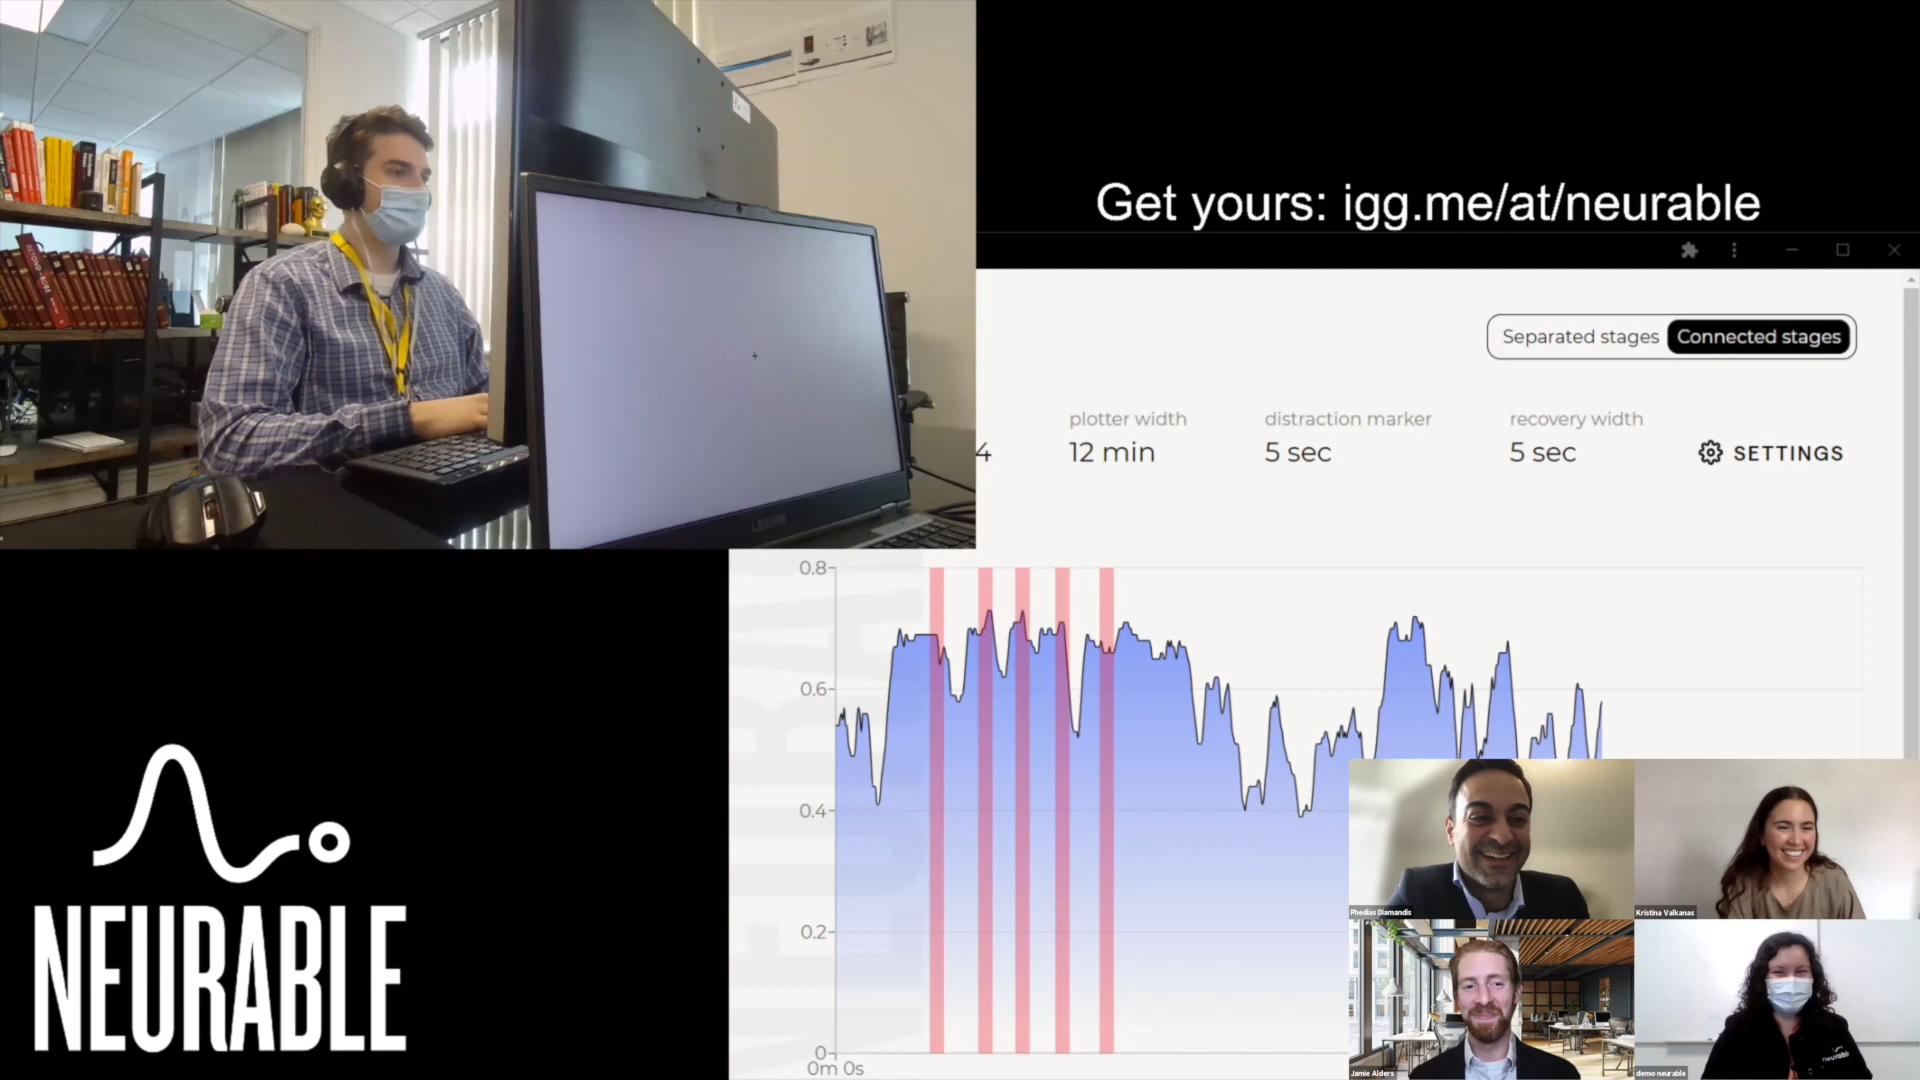 Get yours: igg.me/at/neurable
Separated stages
Connected stages
plotter width
distraction marker
recovery width
4
12 min
5 sec
5 sec
SETTINGS
LEGION
0.8
0.6
0.4
0.2
0
0m 0s
NEURABLE
Phedias Diamandis
Kristina Valkanas
Jamie Alders
demo neurable
neurable